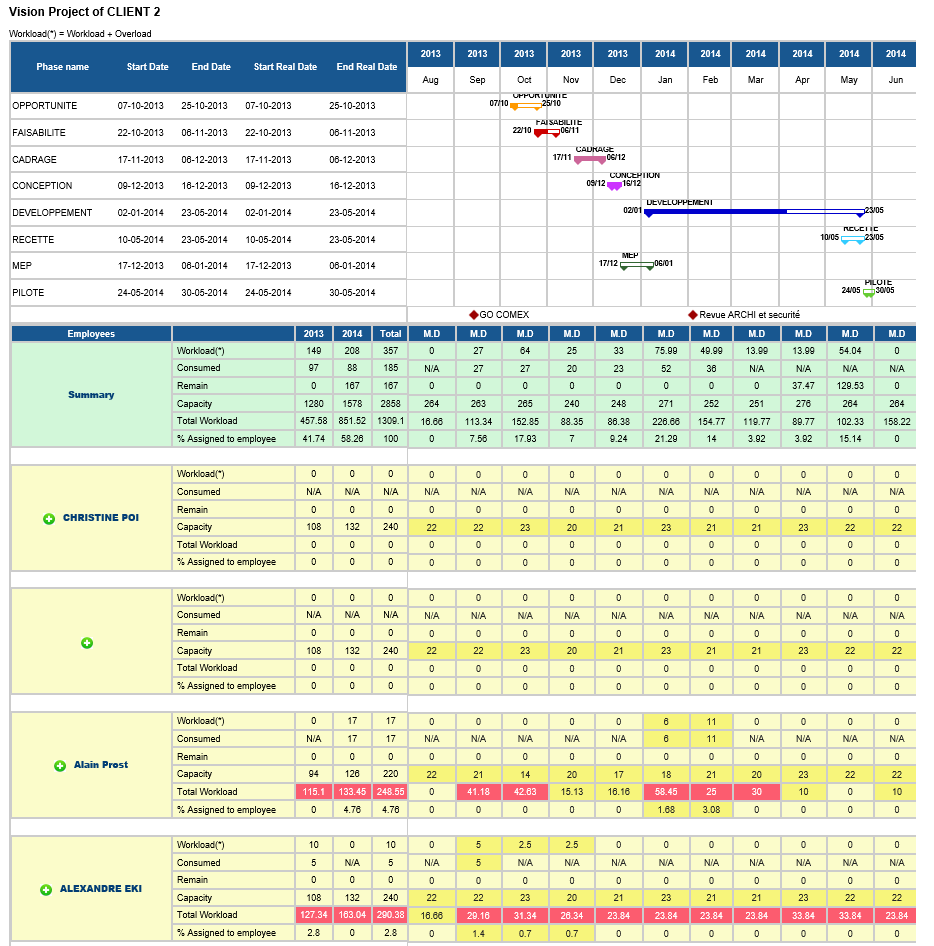 Vision Project of CLIENT 2
Workload(*) = Workload + Overload
Phase name Start Date End Date Start Real Date End Real Date 2013 2013 2013 2013 2013 2014 2014 2014 2014 2014 2014
Aug Sep Oct Nov Dec Jan Feb Mar Apr May Jun
OPPORTUNITE 07-10-2013 25-10-2013 07-10-2013 25-10-2013 07/10 OPPORTUNITE 25/10
FAISABILITE 22-10-2013 06-11-2013 22-10-2013 06-11-2013 22/10 FAISABILITE 06/11
CADRAGE 17-11-2013 06-12-2013 17-11-2013 06-12-2013 17/11 CADRAGE 06/12
CONCEPTION 09-12-2013 16-12-2013 09-12-2013 16-12-2013 09/12 CONCEPTION 16/12
DEVELOPPEMENT 02-01-2014 23-05-2014 02-01-2014 23-05-2014 02/01 DEVELOPPEMENT 23/05
RECETTE 10-05-2014 23-05-2014 10-05-2014 23-05-2014 10/05 RECETTE 23/05
MEP 17-12-2013 06-01-2014 17-12-2013 06-01-2014 17/12 MEP 06/01
PILOTE 24-05-2014 30-05-2014 24-05-2014 30-05-2014 24/05 PILOTE 30/05
GO COMEX Revue ARCHI et securité
Employees 2013 2014 Total M.D M.D M.D M.D M.D M.D M.D M.D M.D M.D M.D
Summary
Workload(*) 149 208 357 0 27 64 25 33 75.99 49.99 13.99 13.99 54.04 0
Consumed 97 88 185 N/A 27 27 20 23 52 36 N/A N/A N/A N/A
Remain 0 167 167 0 0 0 0 0 0 0 0 37.47 129.53 0
Capacity 1280 1578 2858 264 263 265 240 248 271 252 251 276 264 264
Total Workload 457.58 851.52 1309.1 16.66 113.34 152.85 88.35 86.38 226.66 154.77 119.77 89.77 102.33 158.22
% Assigned to employee 41.74 58.26 100 0 7.56 17.93 7 9.24 21.29 14 3.92 3.92 15.14 0
CHRISTINE POI
Workload(*) 0 0 0 0 0 0 0 0 0 0 0 0 0 0
Consumed N/A N/A N/A N/A N/A N/A N/A N/A N/A N/A N/A N/A N/A N/A
Remain 0 0 0 0 0 0 0 0 0 0 0 0 0 0
Capacity 108 132 240 22 22 23 20 21 23 21 21 23 22 22
Total Workload 0 0 0 0 0 0 0 0 0 0 0 0 0 0
% Assigned to employee 0 0 0 0 0 0 0 0 0 0 0 0 0 0
Workload(*) 0 0 0 0 0 0 0 0 0 0 0 0 0 0
Consumed N/A N/A N/A N/A N/A N/A N/A N/A N/A N/A N/A N/A N/A N/A
Remain 0 0 0 0 0 0 0 0 0 0 0 0 0 0
Capacity 108 132 240 22 22 23 20 21 23 21 21 23 22 22
Total Workload 0 0 0 0 0 0 0 0 0 0 0 0 0 0
% Assigned to employee 0 0 0 0 0 0 0 0 0 0 0 0 0 0
Alain Prost
Workload(*) 0 17 17 0 0 0 0 0 6 11 0 0 0 0
Consumed N/A 17 17 N/A N/A N/A N/A N/A 6 11 N/A N/A N/A N/A
Remain 0 0 0 0 0 0 0 0 0 0 0 0 0 0
Capacity 94 126 220 22 21 14 20 17 18 21 20 23 22 22
Total Workload 115.1 133.45 248.55 0 41.18 42.63 15.13 16.16 58.45 25 30 10 0 10
% Assigned to employee 0 4.76 4.76 0 0 0 0 0 1.68 3.08 0 0 0 0
ALEXANDRE EKI
Workload(*) 10 0 10 0 5 2.5 2.5 0 0 0 0 0 0 0
Consumed 5 N/A 5 N/A 5 N/A N/A N/A N/A N/A N/A N/A N/A N/A
Remain 0 0 0 0 0 0 0 0 0 0 0 0 0 0
Capacity 108 132 240 22 22 23 20 21 23 21 21 23 22 22
Total Workload 127.34 163.04 290.38 16.66 29.16 31.34 26.34 23.84 23.84 23.84 23.84 33.84 33.84 23.84
% Assigned to employee 2.8 0 2.8 0 1.4 0.7 0.7 0 0 0 0 0 0 0